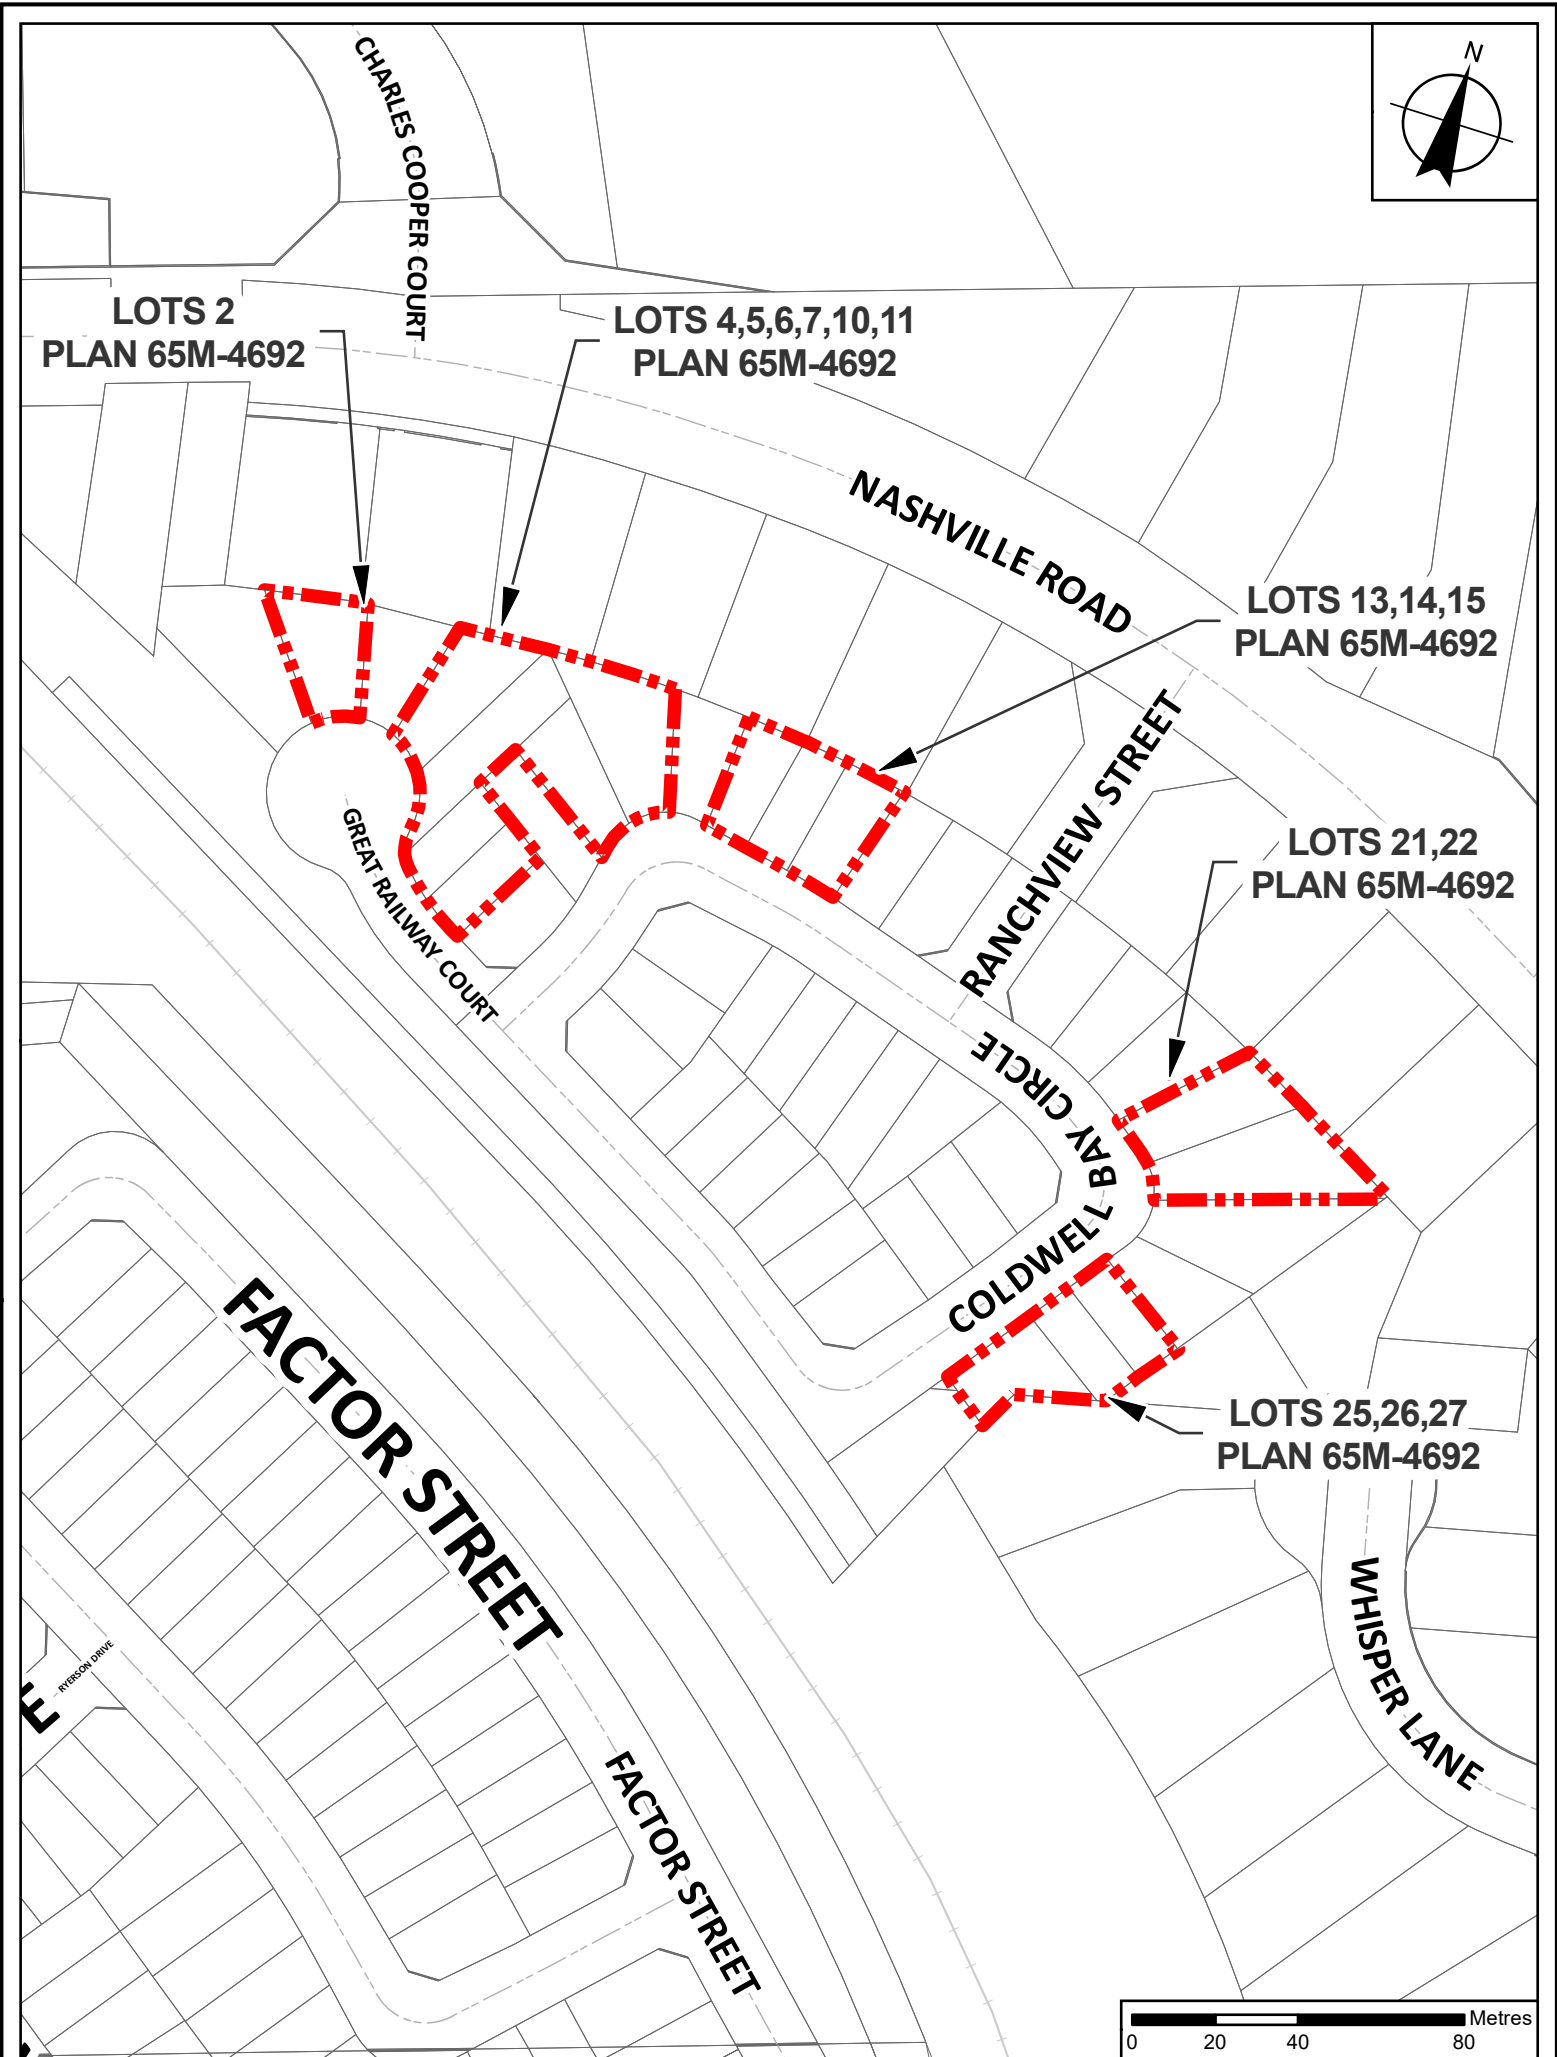 N
CHARLES COOPER COURT
LOTS 2
PLAN 65M-4692
LOTS 4,5,6,7,10,11
PLAN 65M-4692
NASHVILLE ROAD
LOTS 13,14,15
PLAN 65M-4692
RANCHVIEW STREET
GREAT RAILWAY COURT
LOTS 21,22
PLAN 65M-4692
COLDWELL BAY CIRCLE
LOTS 25,26,27
PLAN 65M-4692
FACTOR STREET
WHISPER LANE
RYERSON DRIVE
E
FACTOR STREET
Metres
0 20 40 80